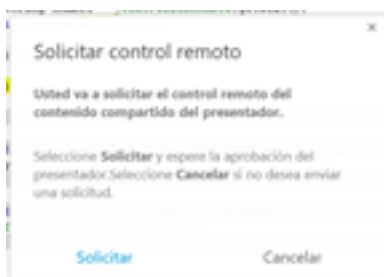 Solicitar control remoto
Usted va a solicitar el control remoto del
contenido compartido del presentador.
Seleccione Solicitar y espere la aprobación del
presentador.Seleccione Cancelar si no desea enviar
una solicitud.
Solicitar Cancelar